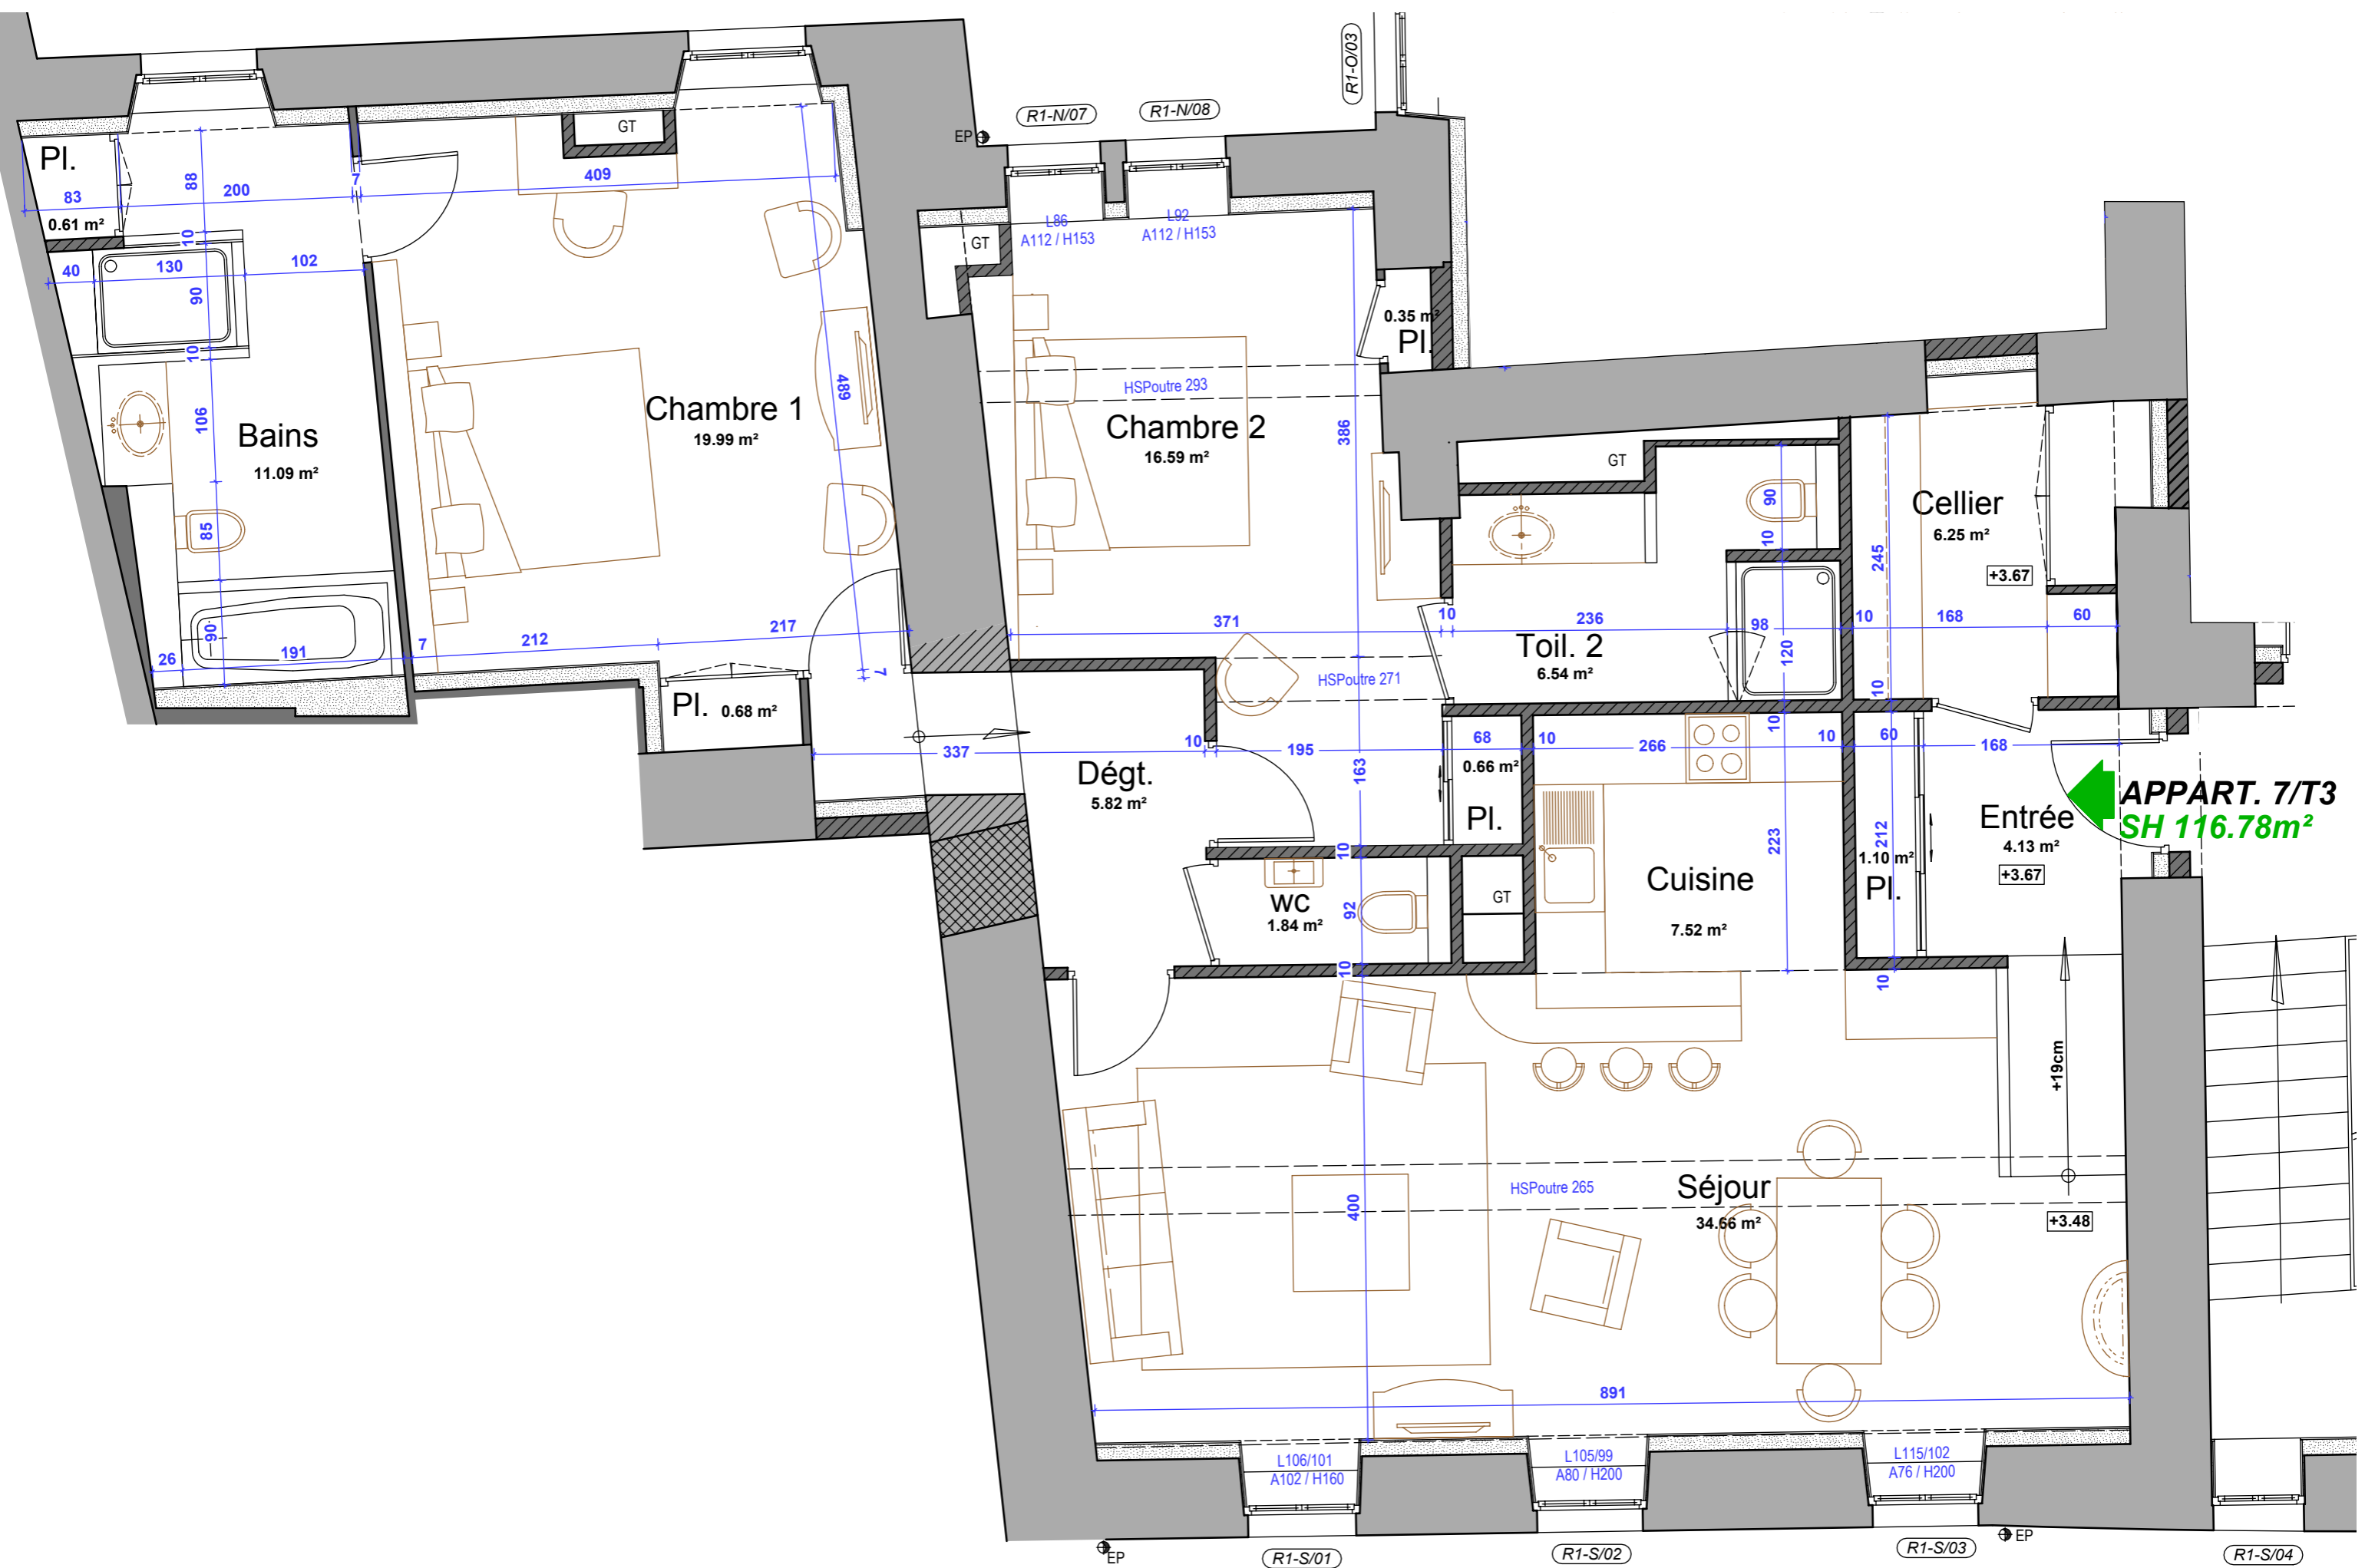 R1-O/03
R1-N/07
R1-N/08
EP
GT
Pl.
83
200
7
409
88
0.61 m²
L86
A112 / H153
L92
A112 / H153
GT
10
40
130
102
90
10
0.35 m²
Pl.
HSPoutre 293
489
Chambre 1
19.99 m²
Chambre 2
16.59 m²
386
106
Bains
11.09 m²
GT
90
Cellier
6.25 m²
85
10
245
+3.67
90
26
191
7
212
217
7
371
10
236
98
10
168
60
Toil. 2
6.54 m²
120
HSPoutre 271
10
Pl.
0.68 m²
337
10
195
68
10
266
10
10
60
168
Dégt.
5.82 m²
163
0.66 m²
Pl.
223
212
APPART. 7/T3
SH 116.78m²
Entrée
4.13 m²
+3.67
1.10 m²
Pl.
10
Cuisine
7.52 m²
WC
1.84 m²
92
GT
10
10
+19cm
HSPoutre 265
Séjour
34.66 m²
400
+3.48
891
L106/101
A102 / H160
L105/99
A80 / H200
L115/102
A76 / H200
EP
EP
R1-S/01
R1-S/02
R1-S/03
R1-S/04